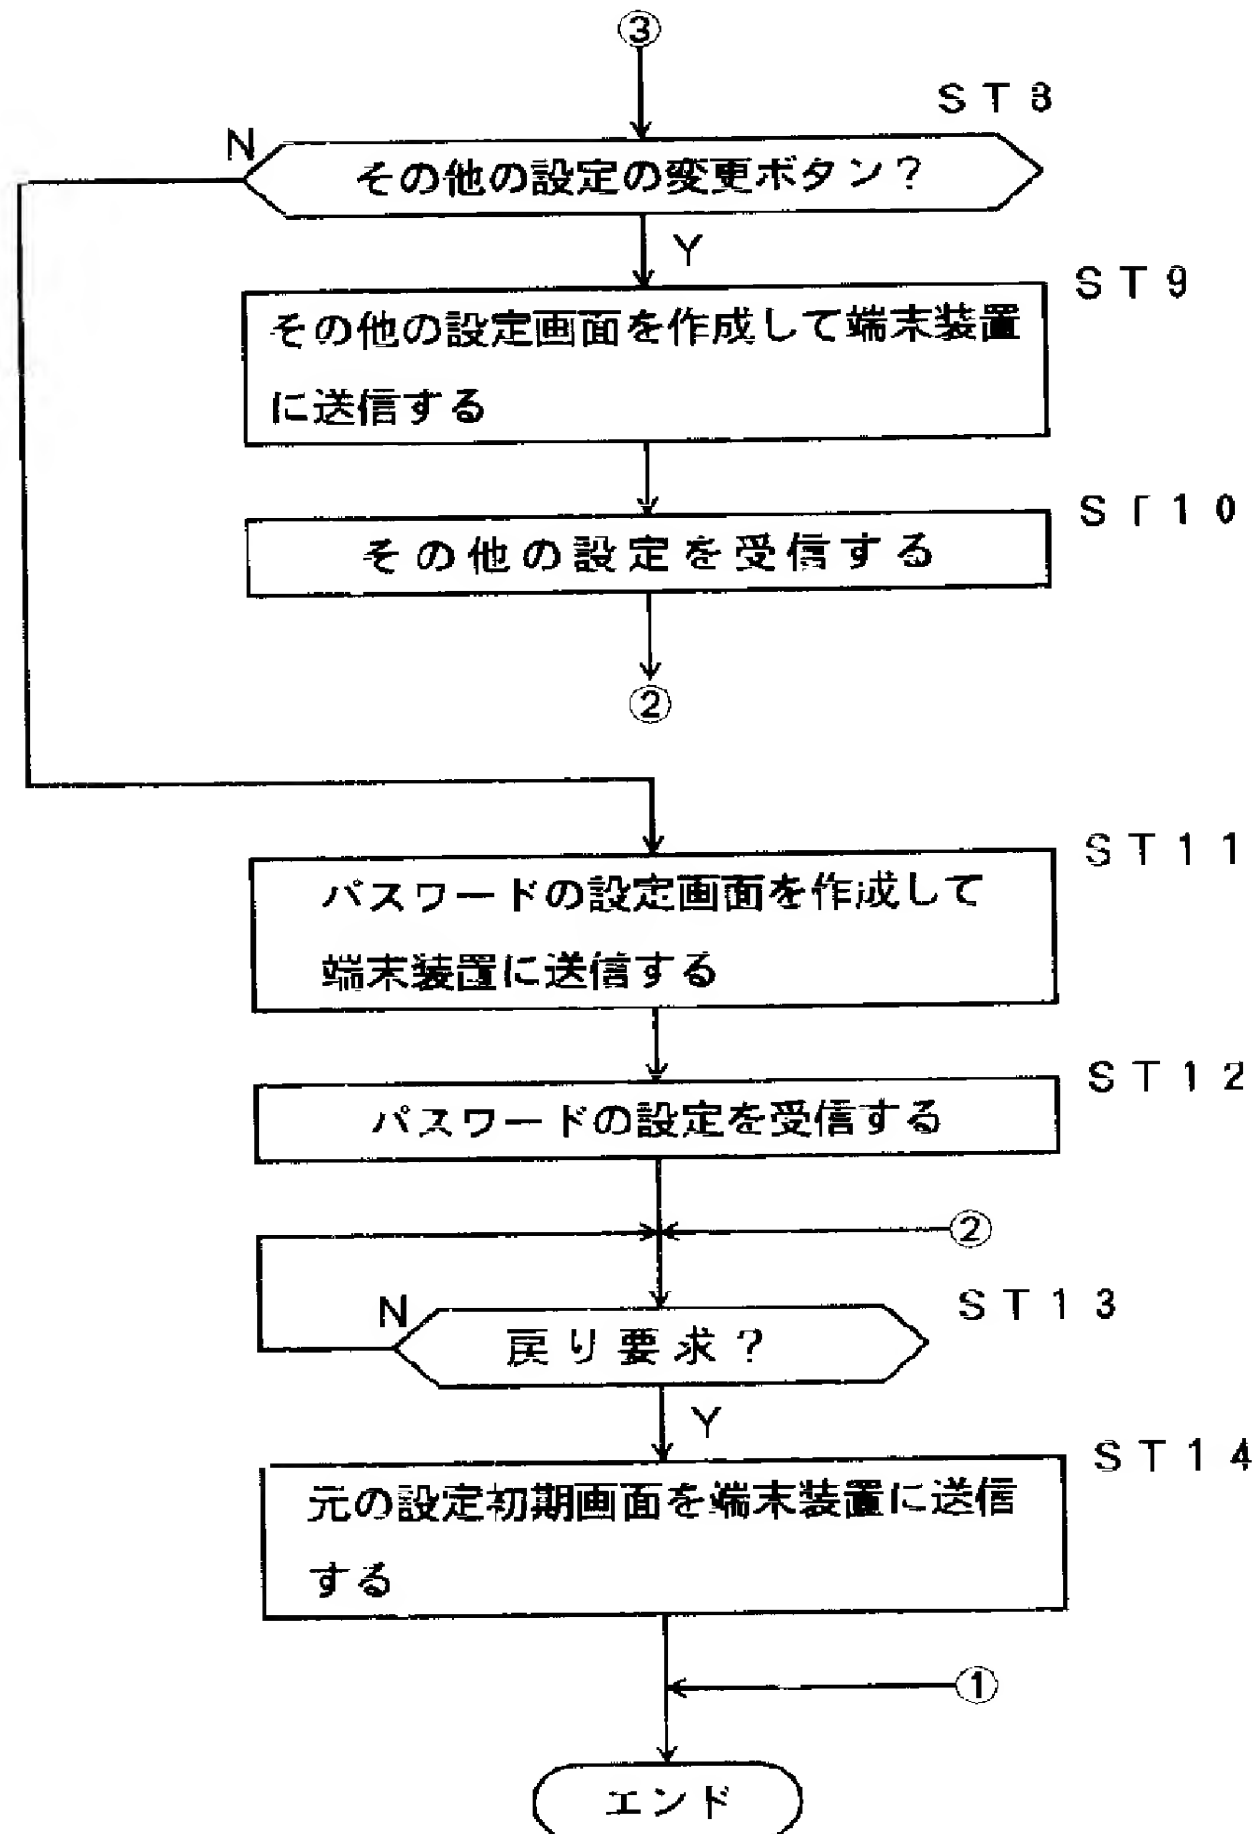 ③
ST8
N
その他の設定の変更ボタン?
Y
ST9
その他の設定画面を作成して端末装置
に送信する
ST10
その他の設定を受信する
②
ST11
パスワードの設定画面を作成して
端末装置に送信する
ST12
パスワードの設定を受信する
②
ST13
N
戻り要求?
Y
ST14
元の設定初期画面を端末装置に送信
する
①
エンド